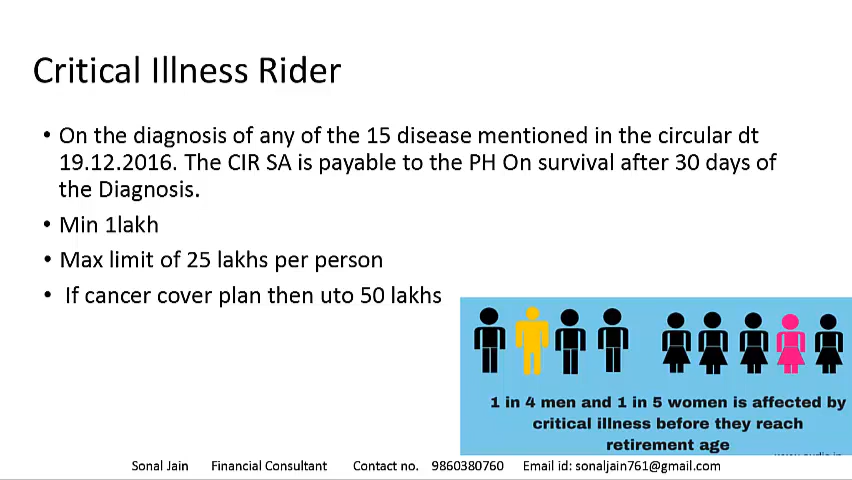 Critical Illness Rider
• On the diagnosis of any of the 15 disease mentioned in the circular dt
19.12.2016. The CIR SA is payable to the PH On survival after 30 days of
the Diagnosis.
• Min 1lakh
• Max limit of 25 lakhs per person
• If cancer cover plan then uto 50 lakhs
1 in 4 men and 1 in 5 women is affected by
critical illness before they reach
retirement age
Sonal Jain Financial Consultant Contact no. 9860380760 Email id: sonaljain761@gmail.com